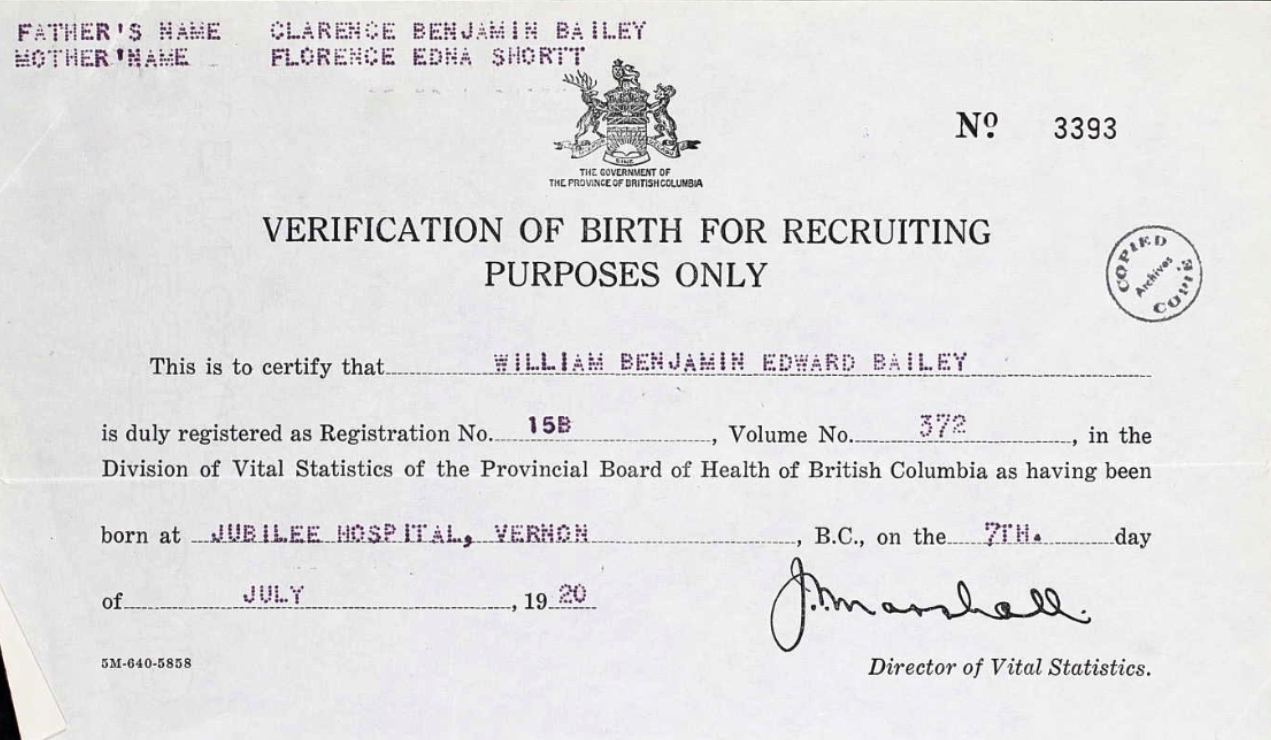 FATHER'S NAME CLARENCE BENJAMIN BAILEY
MOTHER'NAME FLORENCE EDNA SHORTT
THE GOVERNMENT OF
THE PROVINCE OF BRITISH COLUMBIA
Nº 3393
VERIFICATION OF BIRTH FOR RECRUITING
PURPOSES ONLY
COPIED
Archives
COPIE
This is to certify that WILLIAM BENJAMIN EDWARD BAILEY
is duly registered as Registration No. 15B, Volume No. 372, in the
Division of Vital Statistics of the Provincial Board of Health of British Columbia as having been
born at JUBILEE HOSPITAL, VERNON, B.C., on the 7TH. day
of JULY, 19 20
J. Marshall.
5M-640-5858
Director of Vital Statistics.